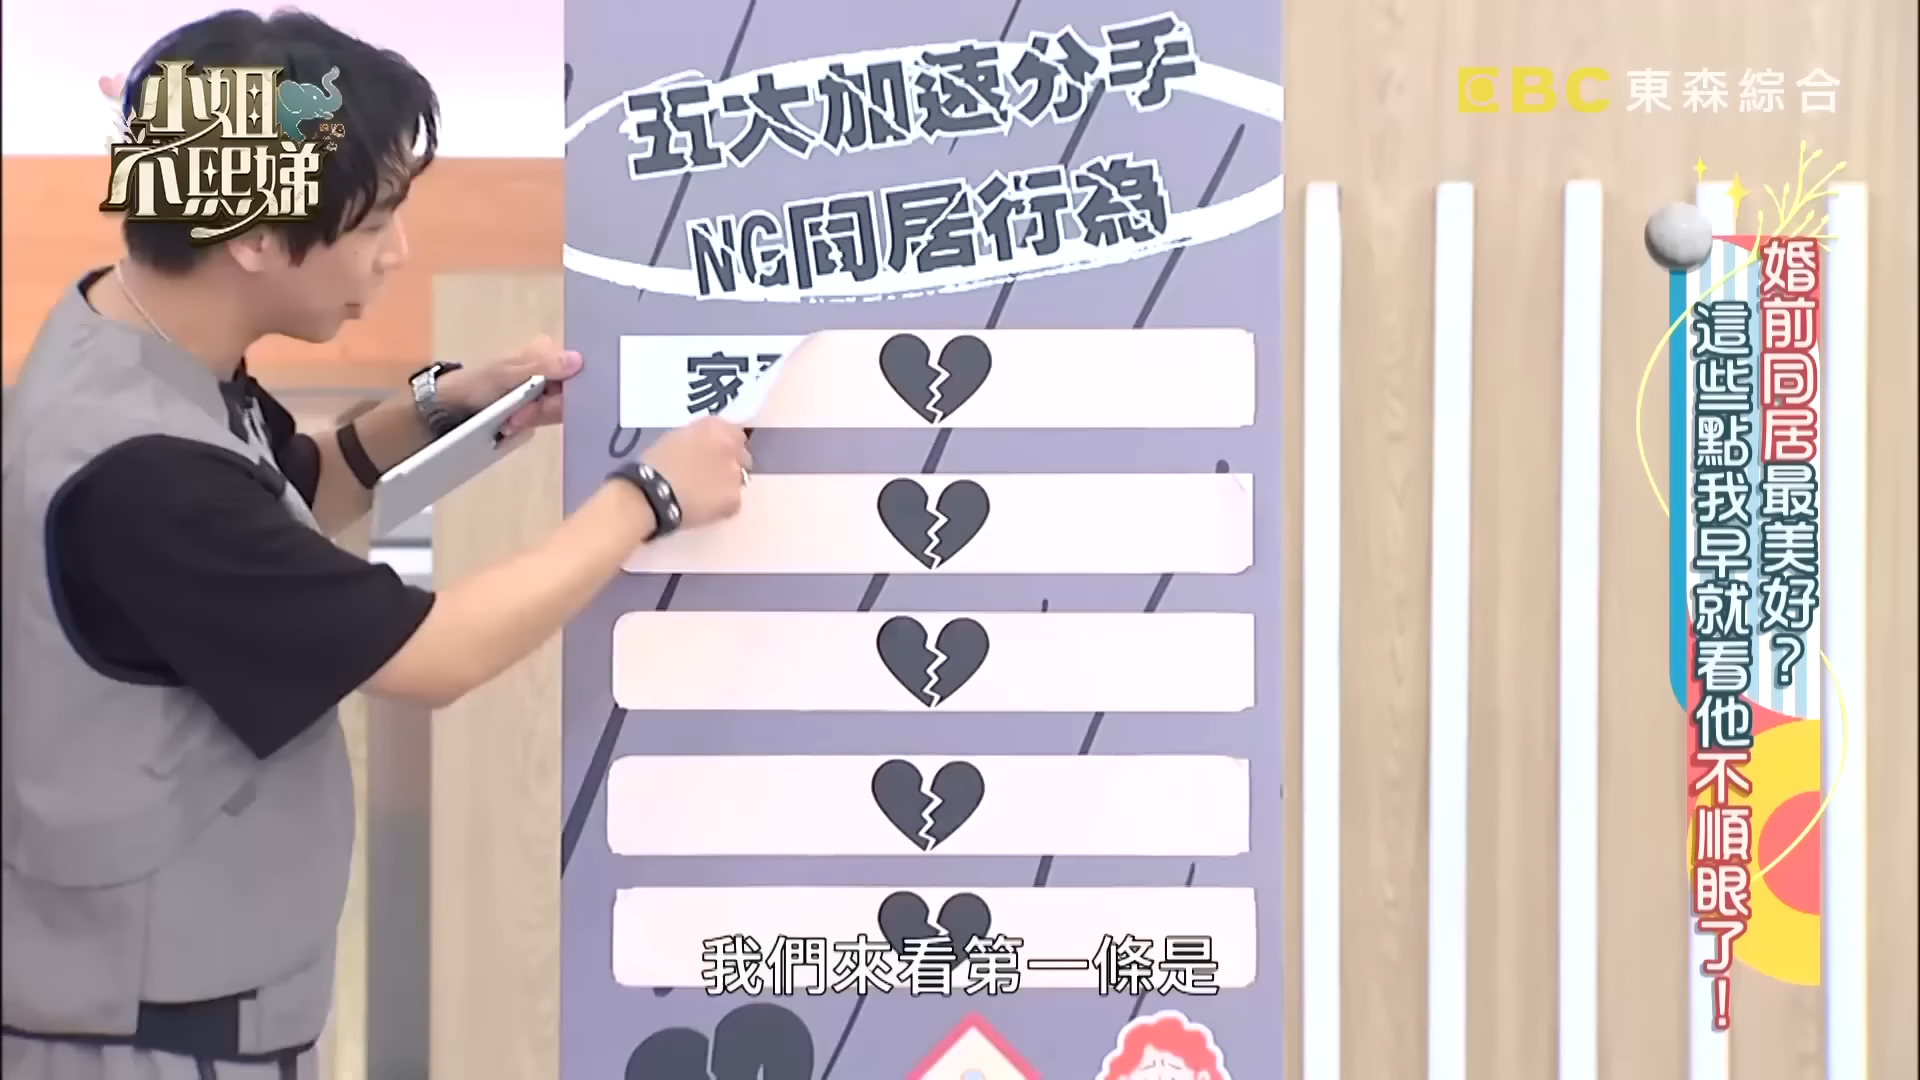 小姐
不熙娣
EBC 東森綜合
五大加速分手
NG同居行為
家
婚前同居最美好？
這些點我早就看他不順眼了！
我們來看第一條是